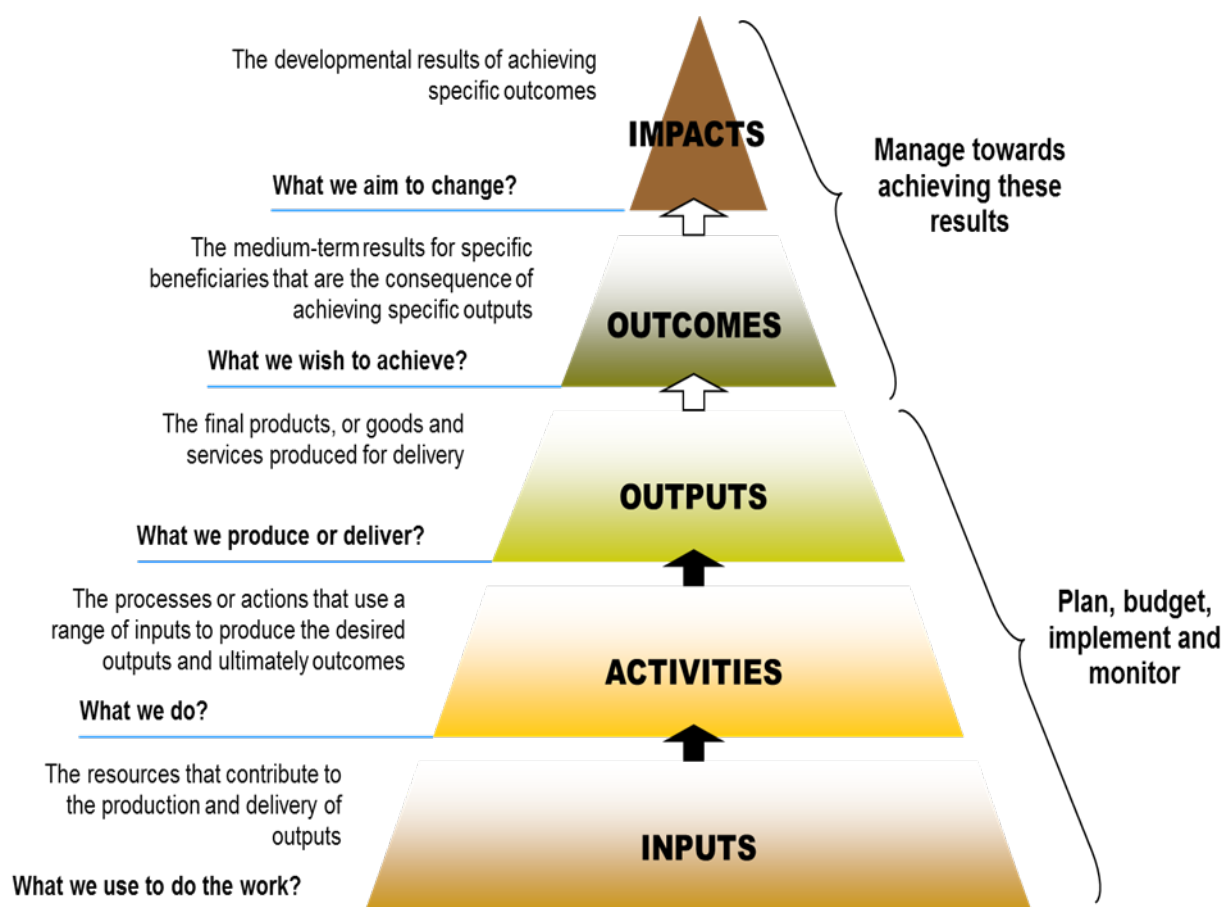 The developmental results of achieving
specific outcomes
IMPACTS
What we aim to change?
Manage towards
achieving these
results
The medium-term results for specific
beneficiaries that are the consequence of
achieving specific outputs
OUTCOMES
What we wish to achieve?
The final products, or goods and
services produced for delivery
OUTPUTS
What we produce or deliver?
The processes or actions that use a
range of inputs to produce the desired
outputs and ultimately outcomes
ACTIVITIES
What we do?
Plan, budget,
implement and
monitor
The resources that contribute to
the production and delivery of
outputs
INPUTS
What we use to do the work?